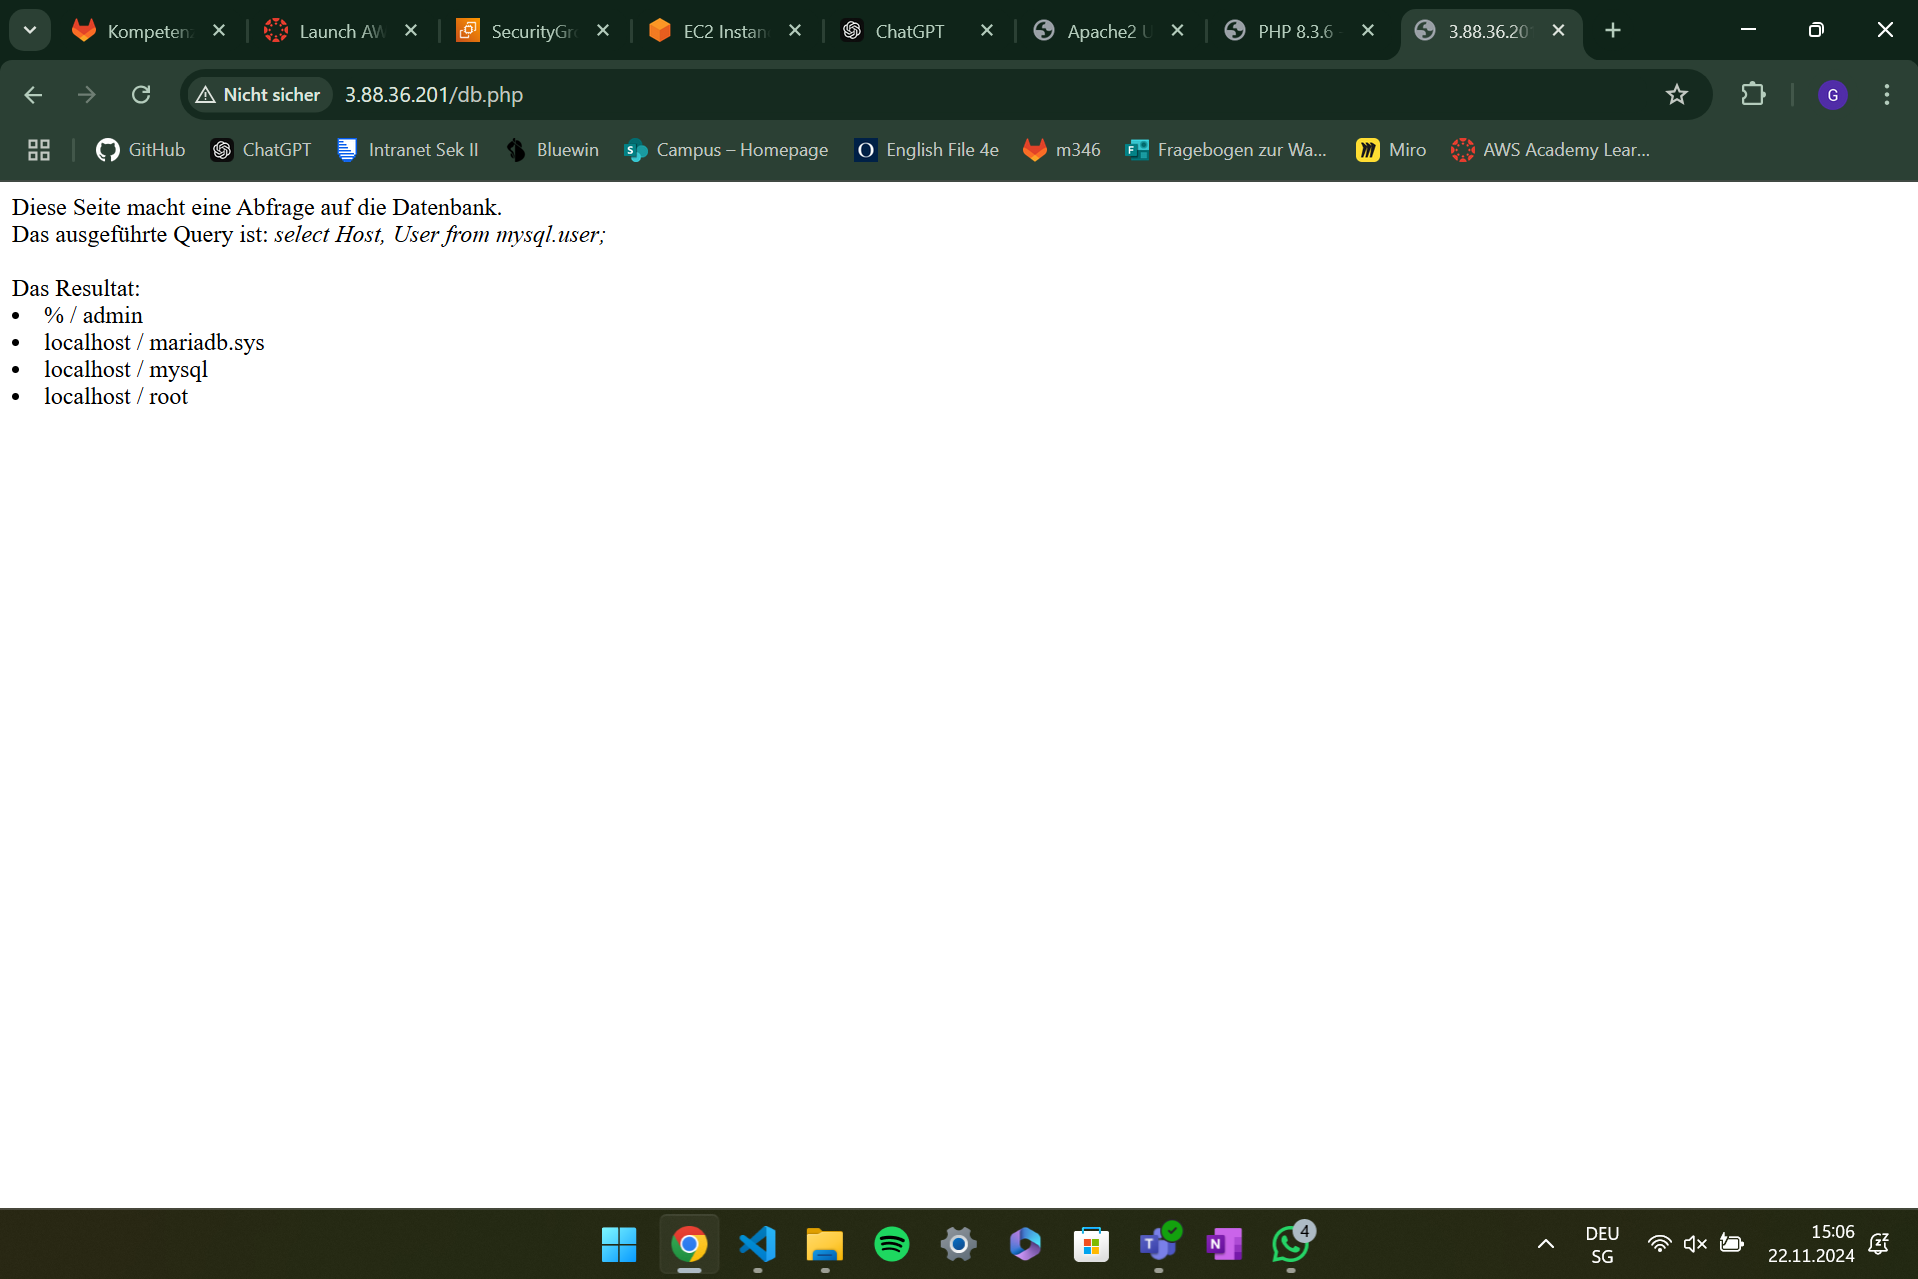 Kompeten
Launch AW
SecurityGr
EC2 Instan
ChatGPT
Apache2 U
PHP 8.3.6 -
3.88.36.20
Nicht sicher
3.88.36.201/db.php
G
GitHub
ChatGPT
Intranet Sek II
Bluewin
Campus – Homepage
English File 4e
m346
Fragebogen zur Wa...
Miro
AWS Academy Lear...
Diese Seite macht eine Abfrage auf die Datenbank.
Das ausgeführte Query ist: select Host, User from mysql.user;
Das Resultat:
• % / admin
• localhost / mariadb.sys
• localhost / mysql
• localhost / root
4
DEU
SG
15:06
22.11.2024